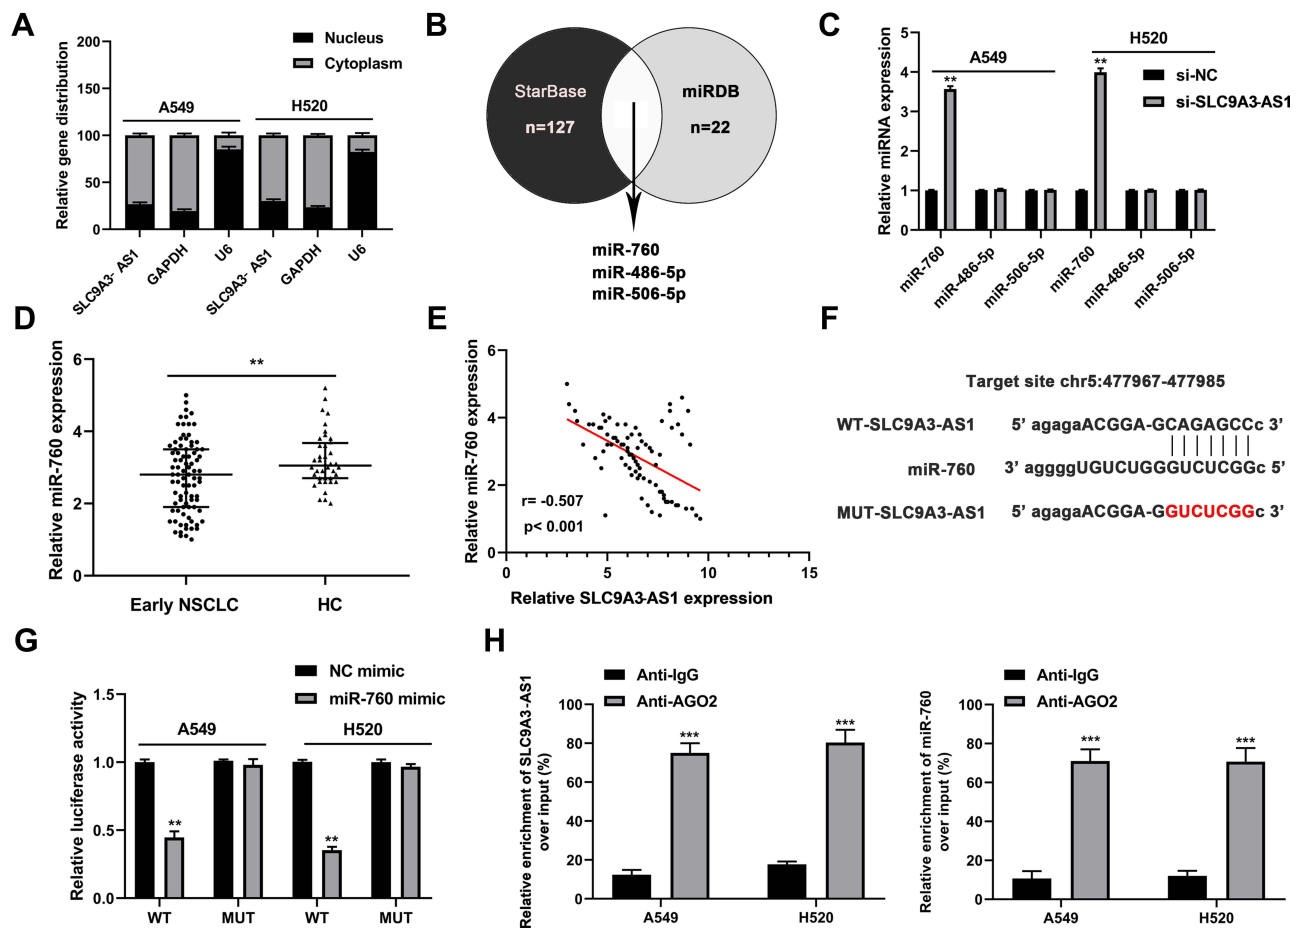 A
Nucleus
Cytoplasm
Relative gene distribution
200
150
100
50
0
A549
H520
SLC9A3- AS1
GAPDH
U6
SLC9A3- AS1
GAPDH
U6
B
StarBase
n=127
miRDB
n=22
miR-760
miR-486-5p
miR-506-5p
C
H520
A549
si-NC
si-SLC9A3-AS1
Relative miRNA expression
5
4
3
2
1
0
**
**
miR-760
miR-486-5p
miR-506-5p
miR-760
miR-486-5p
miR-506-5p
D
Relative miR-760 expression
6
4
2
0
**
Early NSCLC
HC
E
Relative miR-760 expression
6
4
2
0
r= -0.507
p< 0.001
0
5
10
15
Relative SLC9A3-AS1 expression
F
Target site chr5:477967-477985
WT-SLC9A3-AS1 5’ agagaACGGA-GCAGAGCCc 3’
miR-760 3’ aggggUGUCUGGGUCUCGGc 5’
MUT-SLC9A3-AS1 5’ agagaACGGA-GGUCUCGGc 3’
G
NC mimic
miR-760 mimic
Relative luciferase activity
1.5
1.0
0.5
0.0
A549
H520
**
**
WT
MUT
WT
MUT
H
Anti-IgG
Anti-AGO2
Relative enrichment of SLC9A3-AS1
over input (%)
100
80
60
40
20
0
***
***
A549
H520
Anti-IgG
Anti-AGO2
Relative enrichment of miR-760
over input (%)
100
80
60
40
20
0
***
***
A549
H520